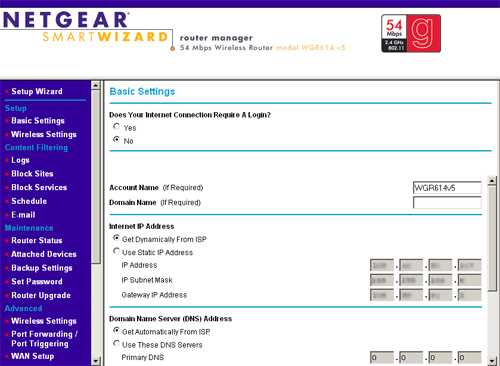 NETGEAR®
SMARTWIZARD router manager
54 Mbps Wireless Router model WGR614 v5
54
Mbps
2.4 GHz
802.11
g
Setup Wizard
Setup
Basic Settings
Wireless Settings
Content Filtering
Logs
Block Sites
Block Services
Schedule
E-mail
Maintenance
Router Status
Attached Devices
Backup Settings
Set Password
Router Upgrade
Advanced
Wireless Settings
Port Forwarding /
Port Triggering
WAN Setup
Basic Settings
Does Your Internet Connection Require A Login?
Yes
No
Account Name (If Required) WGR614v5
Domain Name (If Required)
Internet IP Address
Get Dynamically From ISP
Use Static IP Address
IP Address
IP Subnet Mask
Gateway IP Address
Domain Name Server (DNS) Address
Get Automatically From ISP
Use These DNS Servers
Primary DNS 0 . 0 . 0 . 0